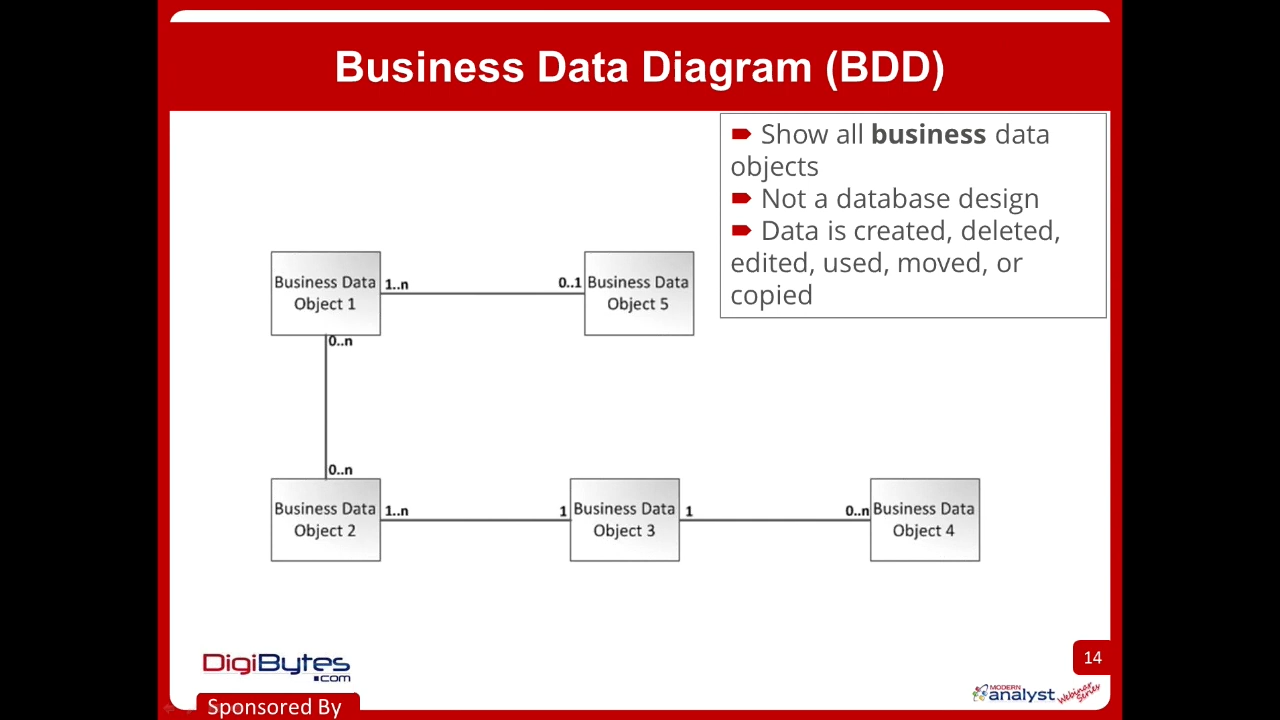 Business Data Diagram (BDD)
Show all business data
objects
Not a database design
Data is created, deleted,
edited, used, moved, or
copied
Business Data
Object 1
1..n
0..1
Business Data
Object 5
0..n
0..n
Business Data
Object 2
1..n
1
Business Data
Object 3
1
0..n
Business Data
Object 4
DigiBytes
.com
14
MODERN
analyst
Webinar
Series
Sponsored By